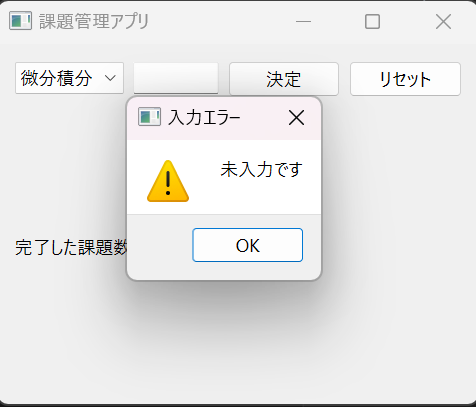 課題管理アプリ
微分積分
決定
リセット
入力エラー
未入力です
OK
完了した課題数